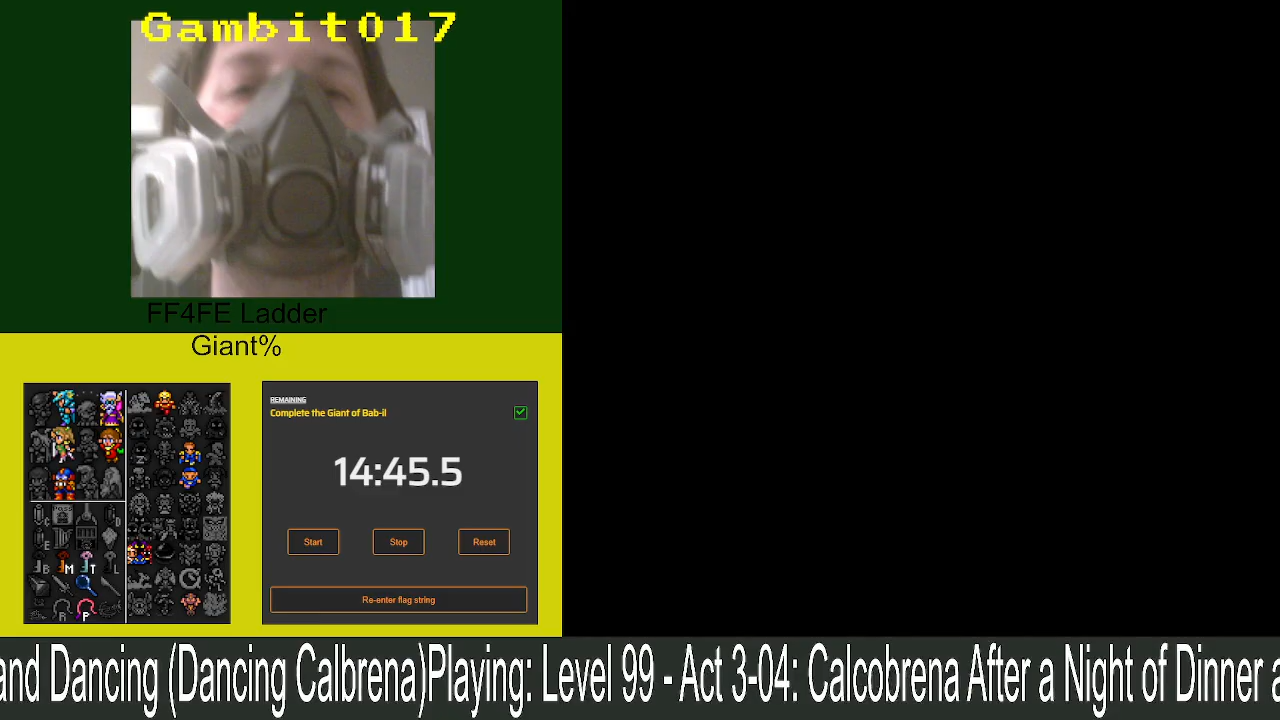 Gambit017
FF4FE Ladder
Giant%
REMAINING
Complete the Giant of Bab-il
14:45.5
Start
Stop
Reset
Re-enter flag string
C
PASS
D
E
B
M
T
L
R
P
and Dancing (Dancing Calbrena)Playing: Level 99 - Act 3-04: Calcobrena After a Night of Dinner a